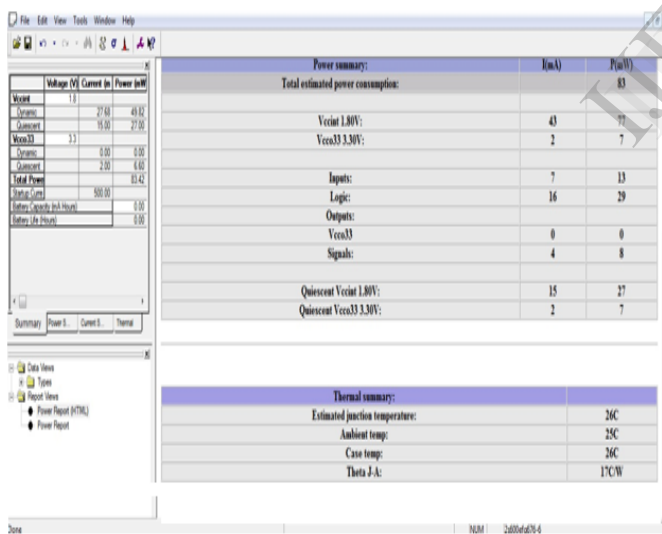 File Edit View Tools Window Help
Voltage (V) Current (m Power (mW
Vccint 1.8
Dynamic 27.68 49.82
Quiescent 15.00 27.00
Vcco33 3.3
Dynamic 0.00 0.00
Quiescent 2.00 6.60
Total Power 83.42
Startup Curre 500.00
Battery Capacity (mA Hours) 0.00
Battery Life (Hours) 0.00
Summary Power S... Current S... Thermal
Data Views
Types
Report Views
Power Report (HTML)
Power Report
Power summary: I(mA) P(mW)
Total estimated power consumption: 83
Vccint 1.80V: 43 77
Vcco33 3.30V: 2 7
Inputs: 7 13
Logic: 16 29
Outputs:
Vcco33 0 0
Signals: 4 8
Quiescent Vccint 1.80V: 15 27
Quiescent Vcco33 3.30V: 2 7
Thermal summary:
Estimated junction temperature: 26C
Ambient temp: 25C
Case temp: 26C
Theta J-A: 17C/W
Done NUM 2s600efg676-6